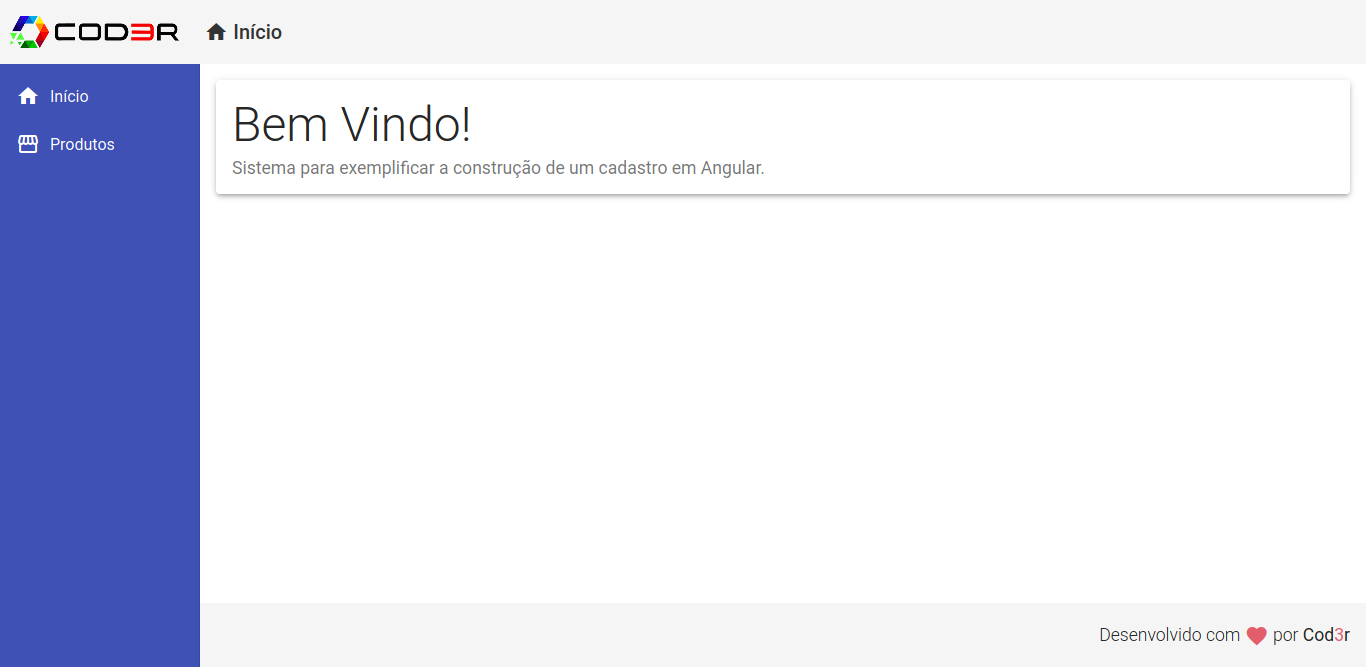 COD3R
Início
Início
Produtos
Bem Vindo!
Sistema para exemplificar a construção de um cadastro em Angular.
Desenvolvido com por Cod3r